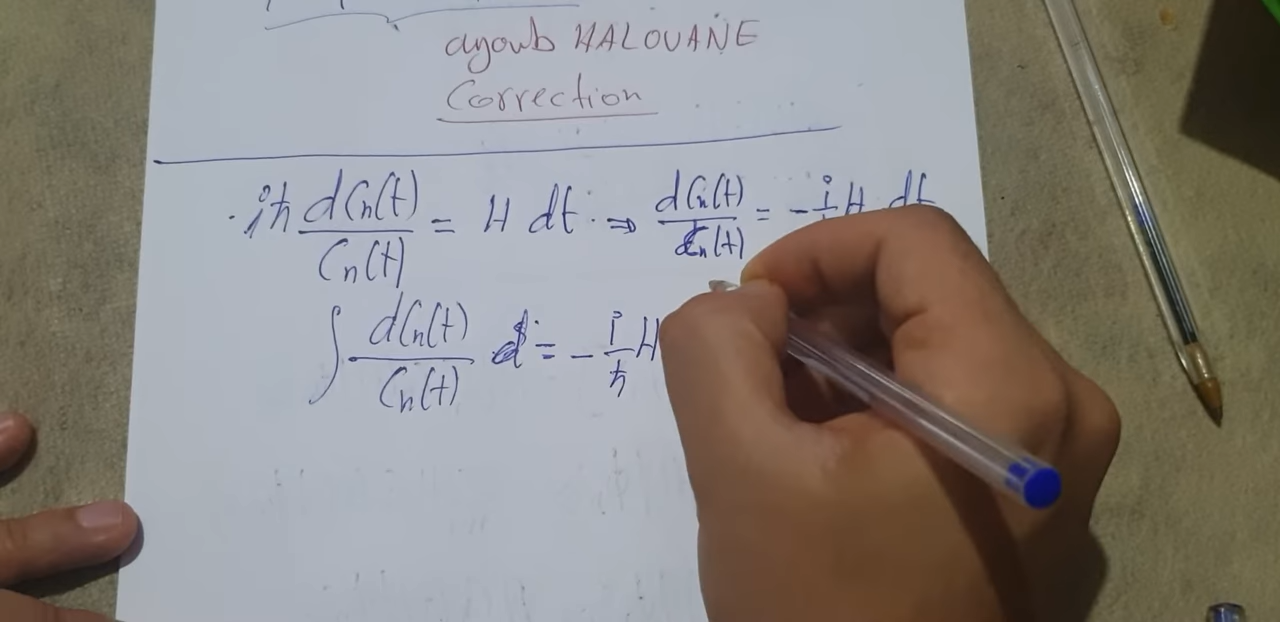 ayoub HALOUANE
Correction
iħ dCn(t)/Cn(t) = H dt ⇒ dCn(t)/Cn(t) = - i H dt
∫ dCn(t)/Cn(t) = - i/ħ H